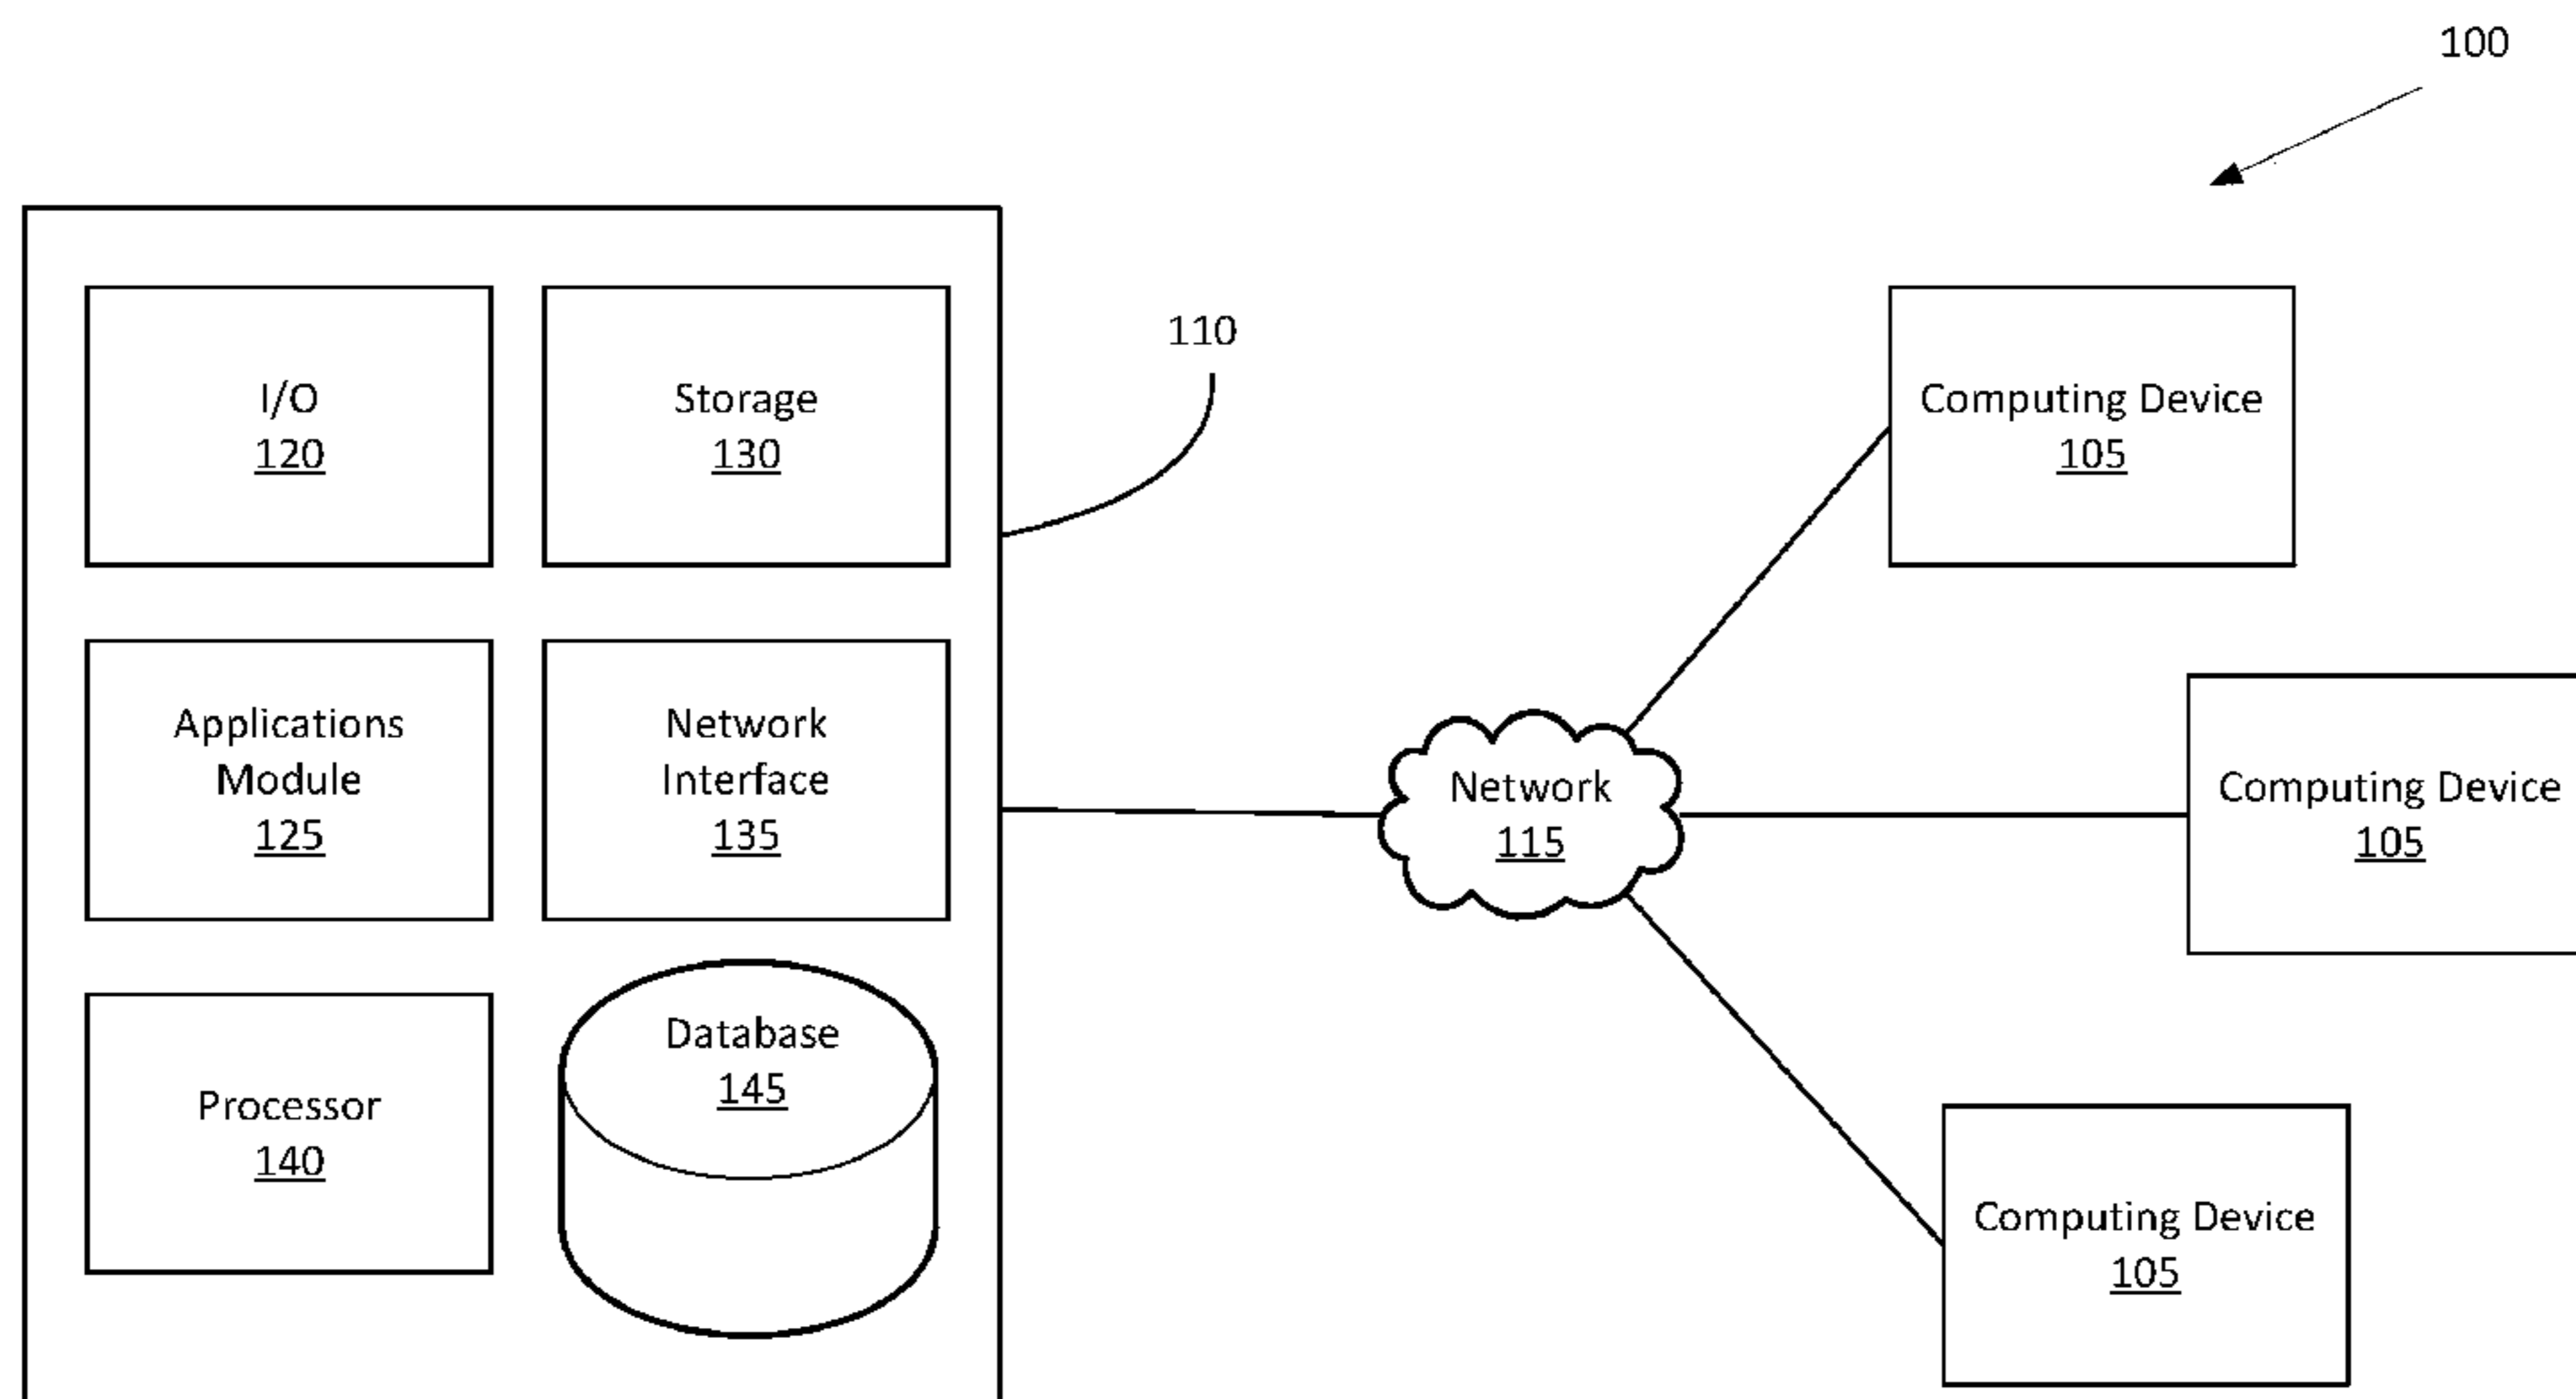 100
I/O
120
Storage
130
110
Computing Device
105
Applications
Module
125
Network
Interface
135
Network
115
Computing Device
105
Processor
140
Database
145
Computing Device
105